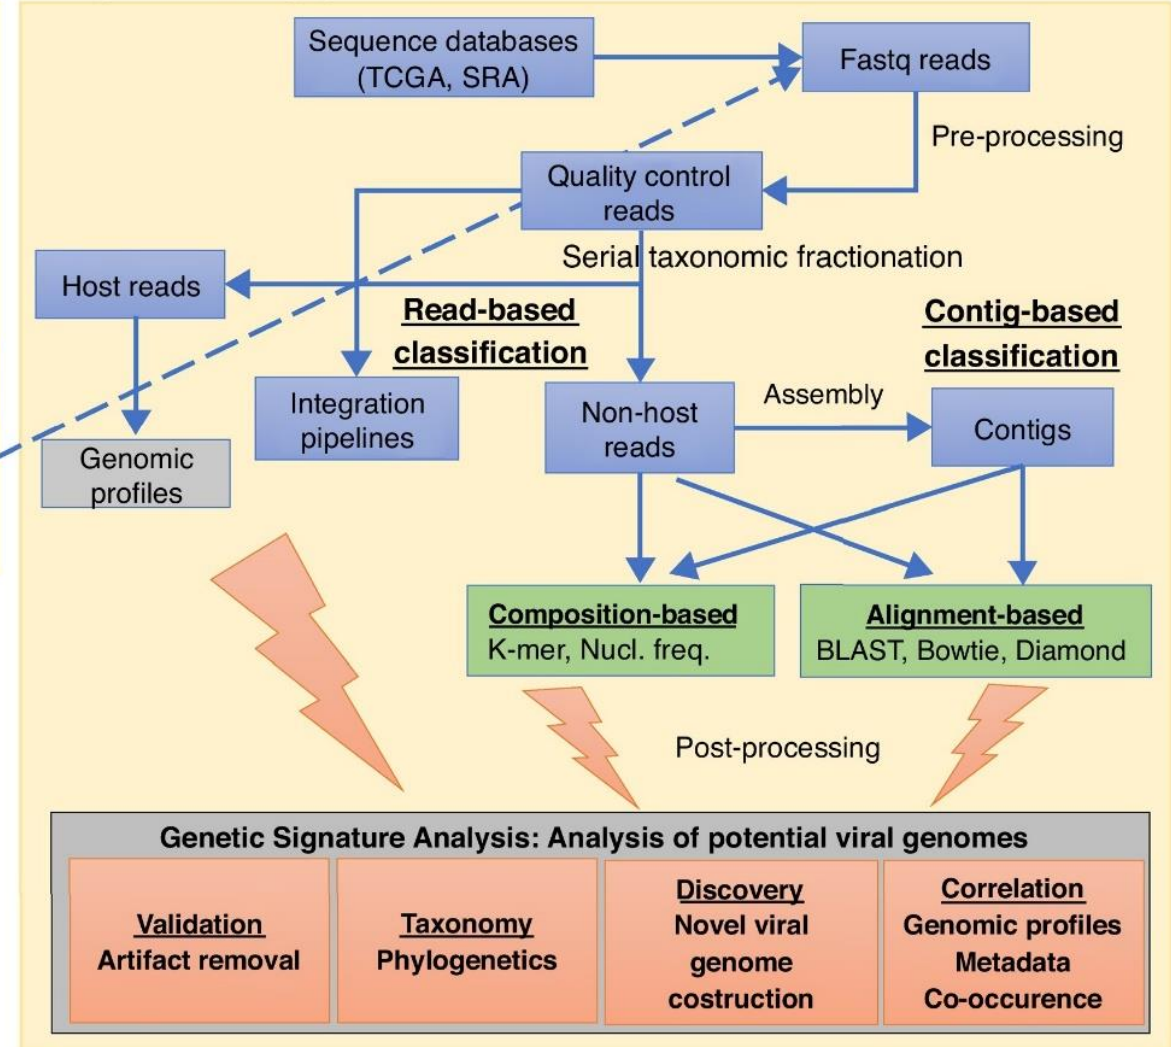 Sequence databases
(TCGA, SRA)
Fastq reads
Pre-processing
Quality control
reads
Serial taxonomic fractionation
Host reads
Read-based
classification
Contig-based
classification
Integration
pipelines
Non-host
reads
Assembly
Contigs
Genomic
profiles
Composition-based
K-mer, Nucl. freq.
Alignment-based
BLAST, Bowtie, Diamond
Post-processing
Genetic Signature Analysis: Analysis of potential viral genomes
Validation
Artifact removal
Taxonomy
Phylogenetics
Discovery
Novel viral
genome
costruction
Correlation
Genomic profiles
Metadata
Co-occurence